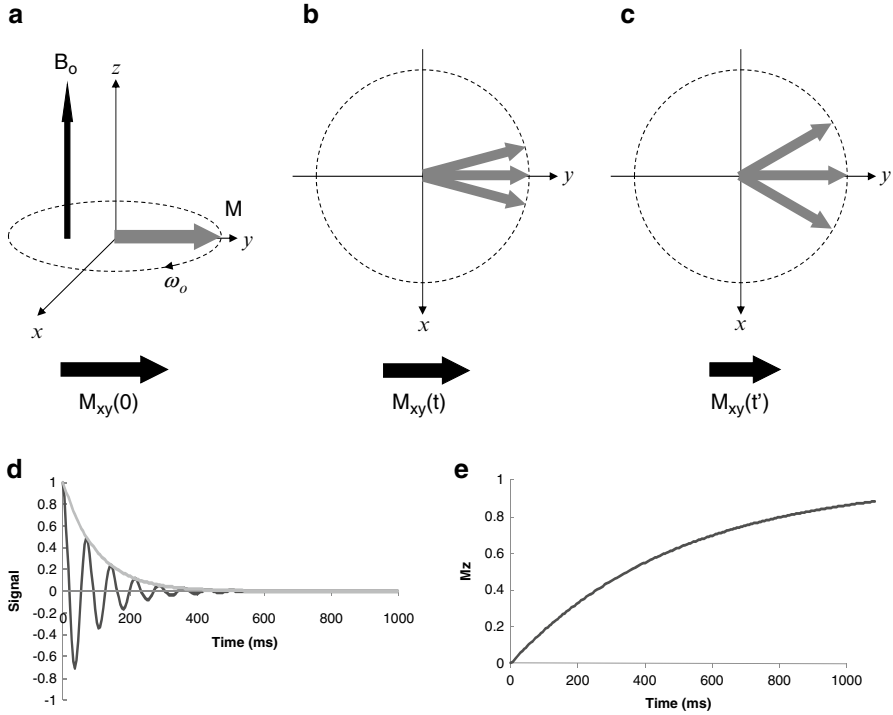 a
b
c
B₀
z
M
y
ωₒ
x
y
x
y
x
Mxy(0)
Mxy(t)
Mxy(t')
d
e
1
0.8
0.6
0.4
0.2
0
-0.2
-0.4
-0.6
-0.8
-1
Signal
0
200
400
600
800
1000
Time (ms)
1
0.8
0.6
0.4
0.2
0
Mz
0
200
400
600
800
1000
Time (ms)